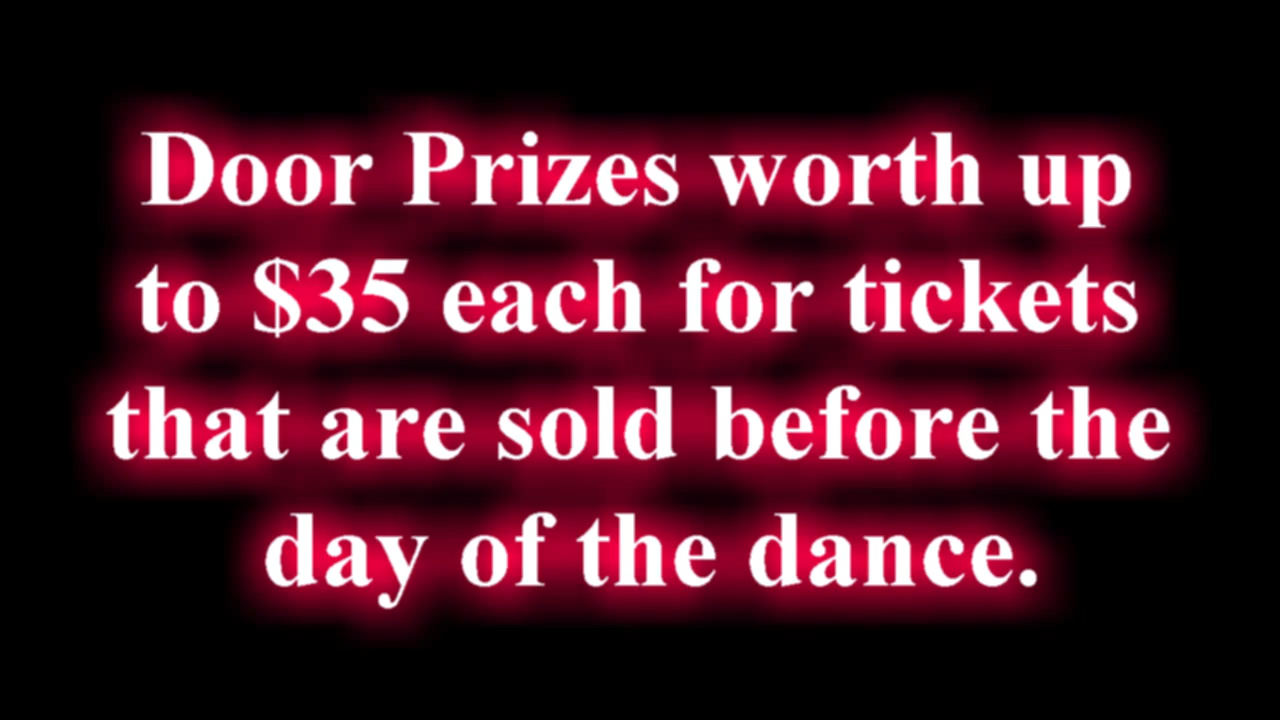 Door Prizes worth up
to $35 each for tickets
that are sold before the
day of the dance.